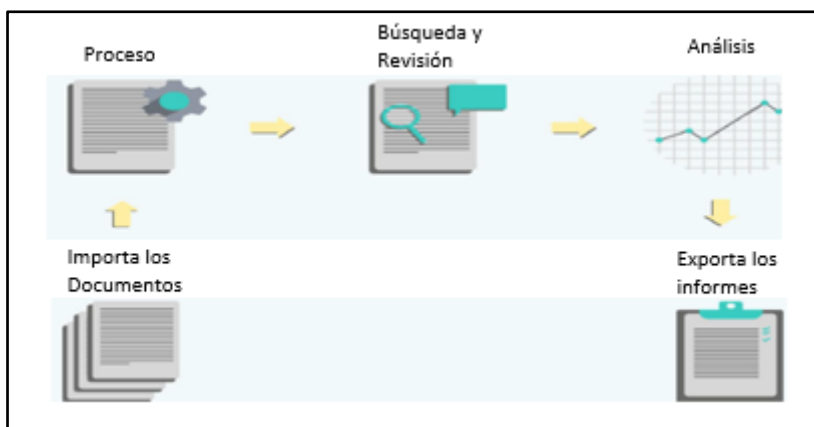 Proceso
Búsqueda y
Revisión
Análisis
Importa los
Documentos
Exporta los
informes